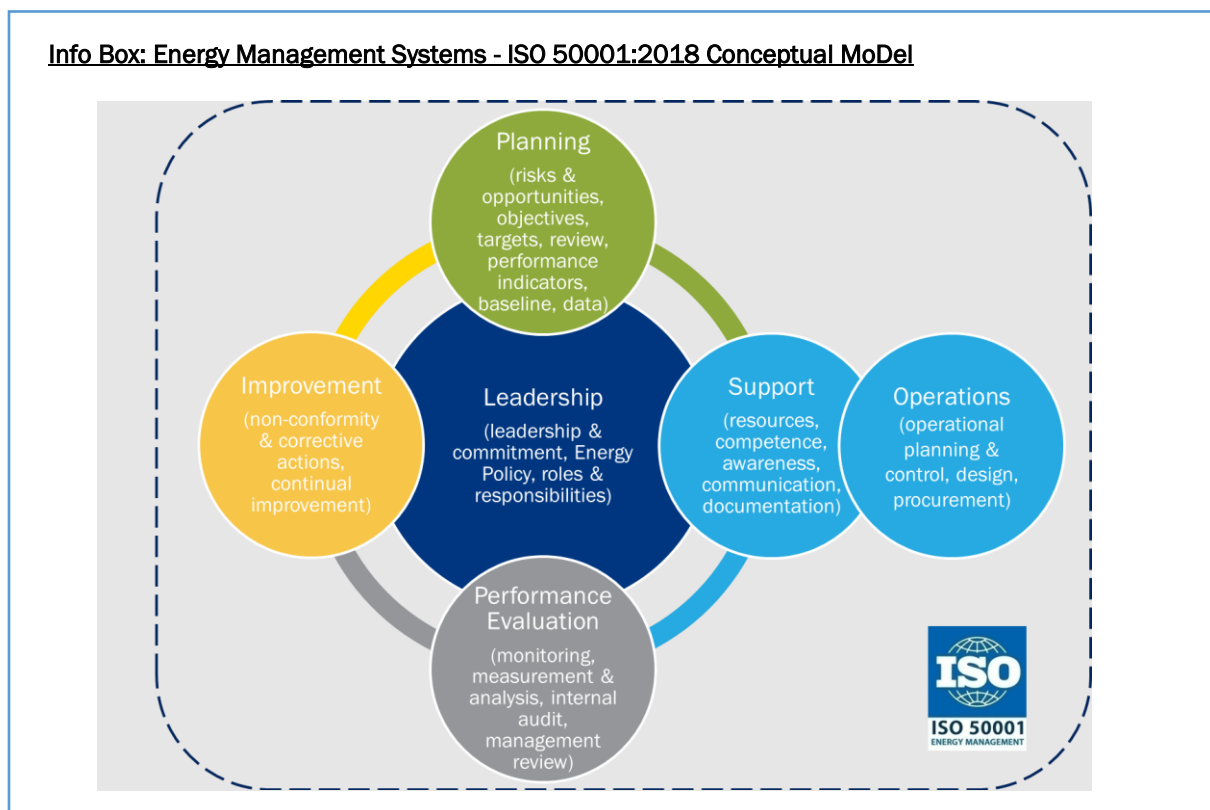 Info Box: Energy Management Systems - ISO 50001:2018 Conceptual MoDel
Planning
(risks &
opportunities,
objectives,
targets, review,
performance
indicators,
baseline, data)
Improvement
(non-conformity
& corrective
actions,
continual
improvement)
Leadership
(leadership &
commitment, Energy
Policy, roles &
responsibilities)
Support
(resources,
competence,
awareness,
communication,
documentation)
Operations
(operational
planning &
control, design,
procurement)
Performance
Evaluation
(monitoring,
measurement &
analysis, internal
audit,
management
review)
ISO
ISO 50001
ENERGY MANAGEMENT